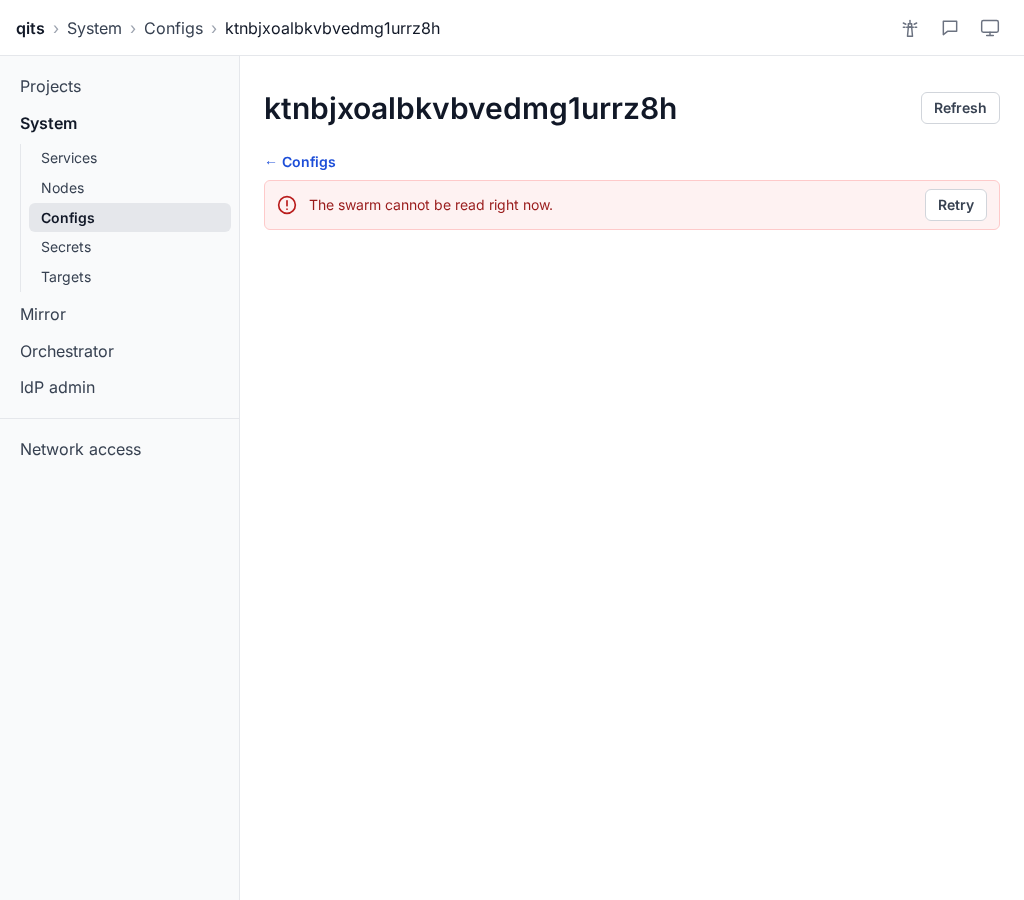 qits › System › Configs › ktnbjxoalbkvbvedmg1urrz8h
Projects
System
Services
Nodes
Configs
Secrets
Targets
Mirror
Orchestrator
IdP admin
Network access
ktnbjxoalbkvbvedmg1urrz8h
Refresh
← Configs
The swarm cannot be read right now.
Retry